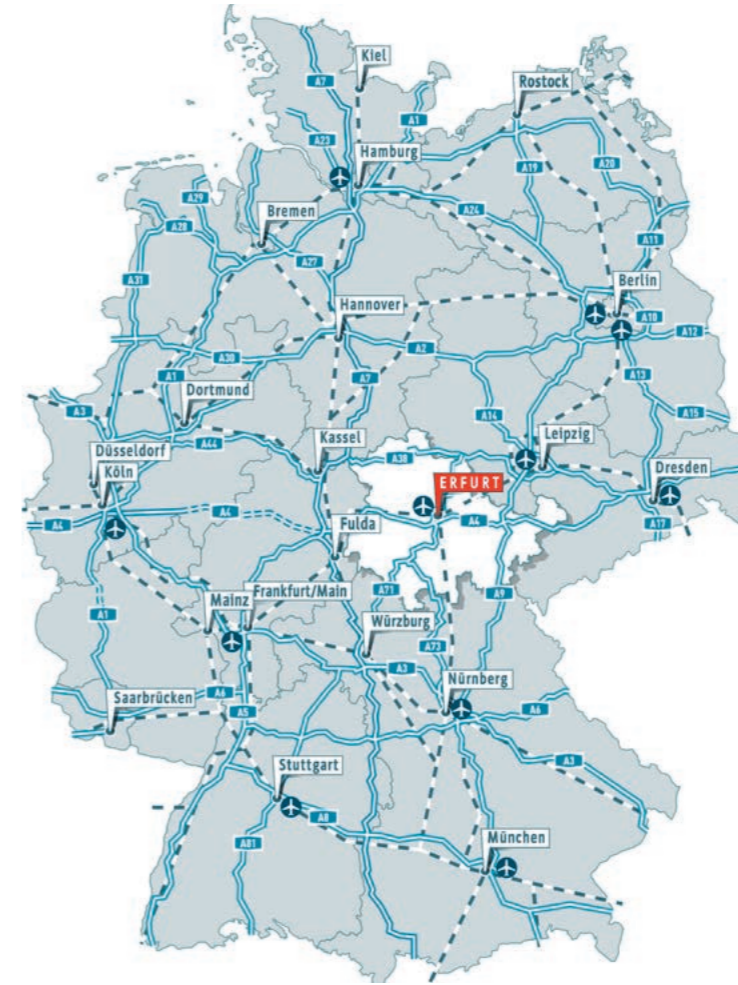 Kiel
A7
Rostock
A1
A23
Hamburg
A19
A20
A29
Bremen
A24
A28
A11
A27
A31
Berlin
Hannover
A10
A12
A30
A2
A1
A7
A13
Dortmund
A3
A14
A15
Düsseldorf
A44
Kassel
A38
Leipzig
Dresden
Köln
ERFURT
A4
A4
Fulda
A4
A17
A71
A9
A1
Mainz
Frankfurt/Main
Würzburg
A73
A3
Nürnberg
Saarbrücken
A6
A5
A6
A3
Stuttgart
A8
A81
München